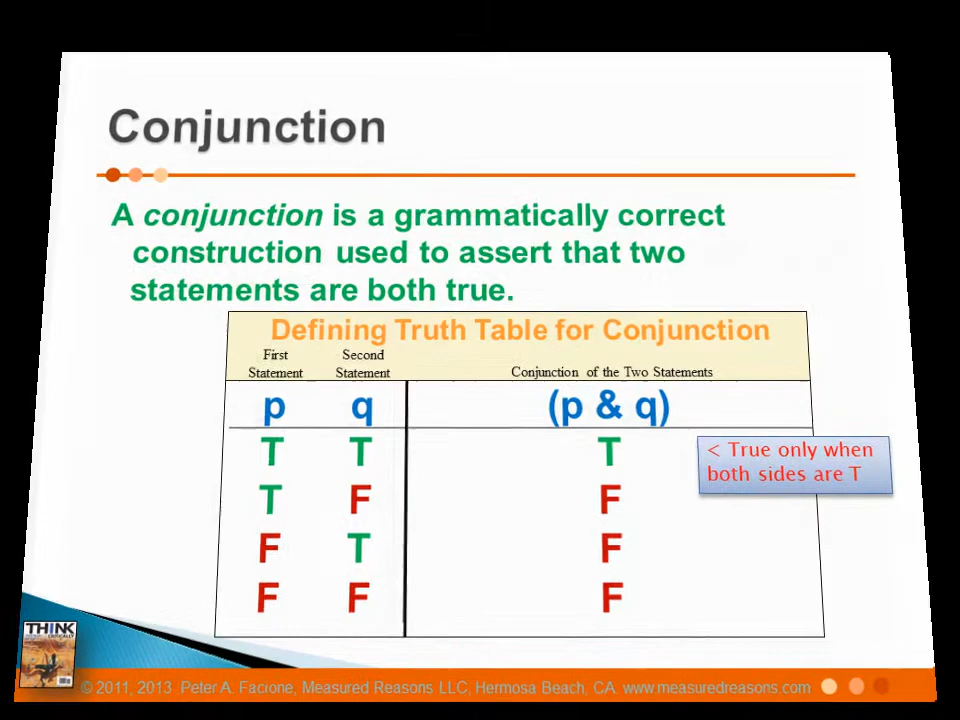 Conjunction
A conjunction is a grammatically correct
construction used to assert that two
statements are both true.
Defining Truth Table for Conjunction
First Second
Statement Statement Conjunction of the Two Statements
p q (p & q)
T T T
< True only when
both sides are T
T F F
F T F
F F F
THINK
CRITICALLY
© 2011, 2013 Peter A. Facione, Measured Reasons LLC, Hermosa Beach, CA. www.measuredreasons.com